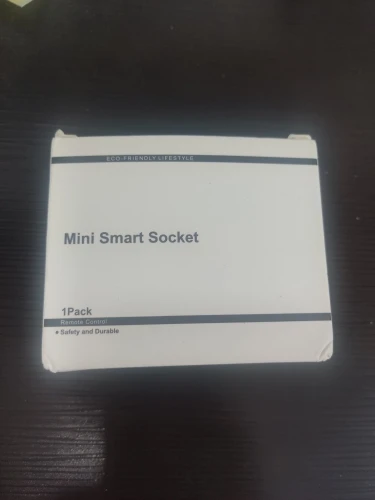 ECO-FRIENDLY LIFESTYLE
Mini Smart Socket
1Pack
Remote Control
● Safety and Durable